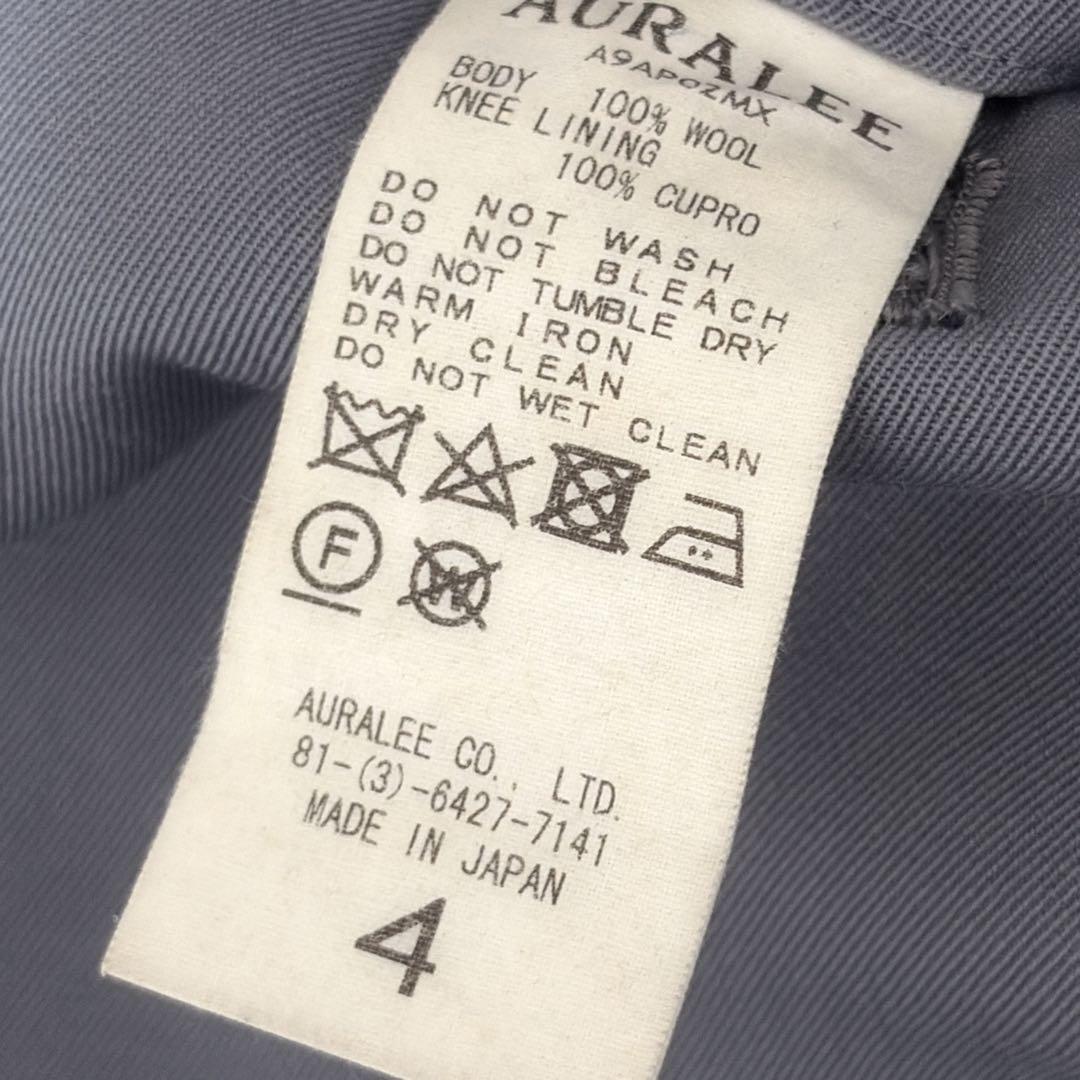 AURALEE
A9AP02MX
BODY 100% WOOL
KNEE LINING
100% CUPRO
DO NOT WASH
DO NOT BLEACH
DO NOT TUMBLE DRY
WARM IRON
DRY CLEAN
DO NOT WET CLEAN
F W
AURALEE CO., LTD.
81-(3)-6427-7141
MADE IN JAPAN
4